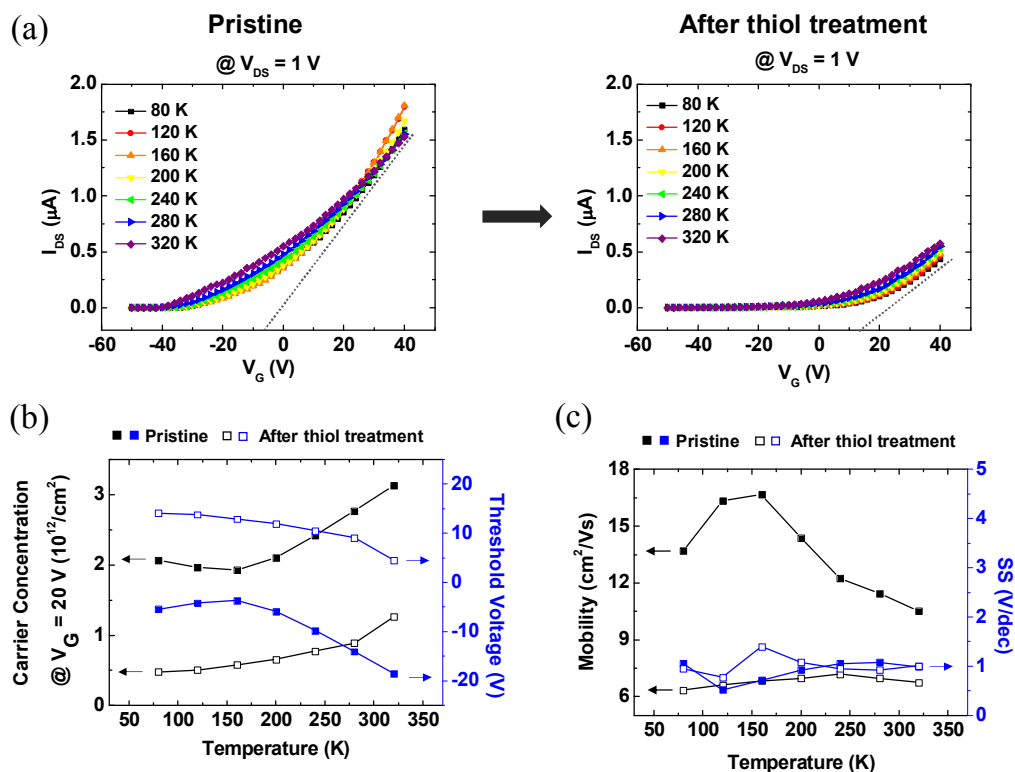 (a)
Pristine
@ V_DS = 1 V
2.0
1.5
1.0
0.5
0.0
I_DS (μA)
80 K
120 K
160 K
200 K
240 K
280 K
320 K
-60 -40 -20 0 20 40
V_G (V)
After thiol treatment
@ V_DS = 1 V
2.0
1.5
1.0
0.5
0.0
I_DS (μA)
80 K
120 K
160 K
200 K
240 K
280 K
320 K
-60 -40 -20 0 20 40
V_G (V)
(b)
Pristine After thiol treatment
Carrier Concentration
@ V_G = 20 V (10^12/cm^2)
3
2
1
0
20
10
0
-10
-20
Threshold Voltage
(V)
50 100 150 200 250 300 350
Temperature (K)
(c)
Pristine After thiol treatment
Mobility (cm^2/Vs)
18
15
12
9
6
5
4
3
2
1
0
SS (V/dec)
50 100 150 200 250 300 350
Temperature (K)